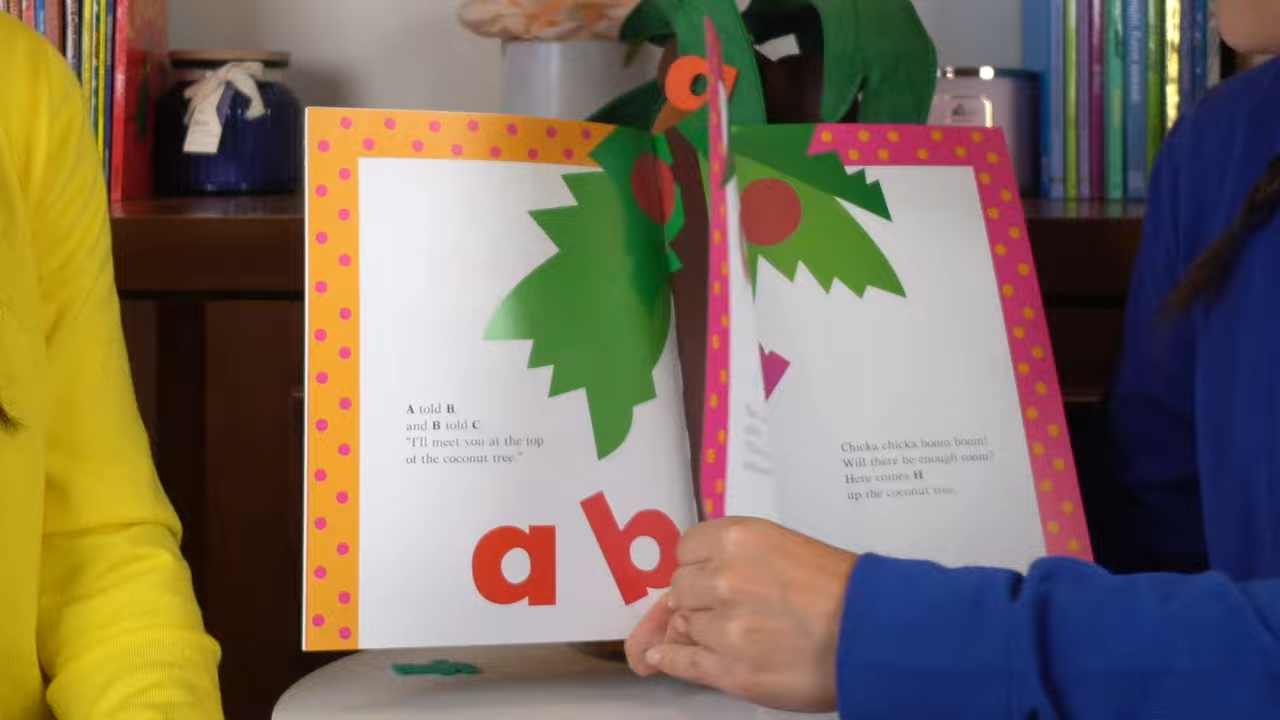 A told B,
and B told C
"I'll meet you at the top
of the coconut tree."
a b
Chicka chicka boom boom!
Will there be enough room?
Here comes H
up the coconut tree.